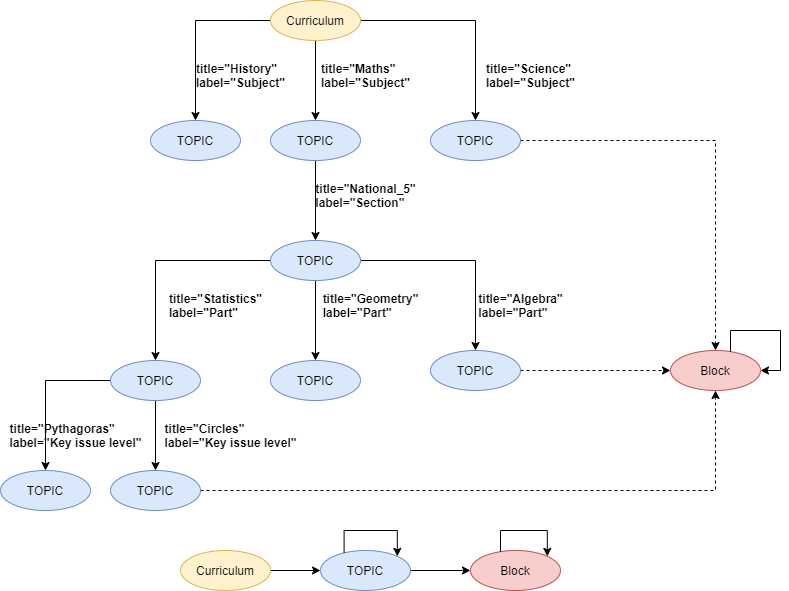 Curriculum
title="History"
label="Subject"
title="Maths"
label="Subject"
title="Science"
label="Subject"
TOPIC
TOPIC
TOPIC
title="National_5"
label="Section"
TOPIC
title="Statistics"
label="Part"
title="Geometry"
label="Part"
title="Algebra"
label="Part"
TOPIC
TOPIC
TOPIC
Block
title="Pythagoras"
label="Key issue level"
title="Circles"
label="Key issue level"
TOPIC
TOPIC
Curriculum
TOPIC
Block